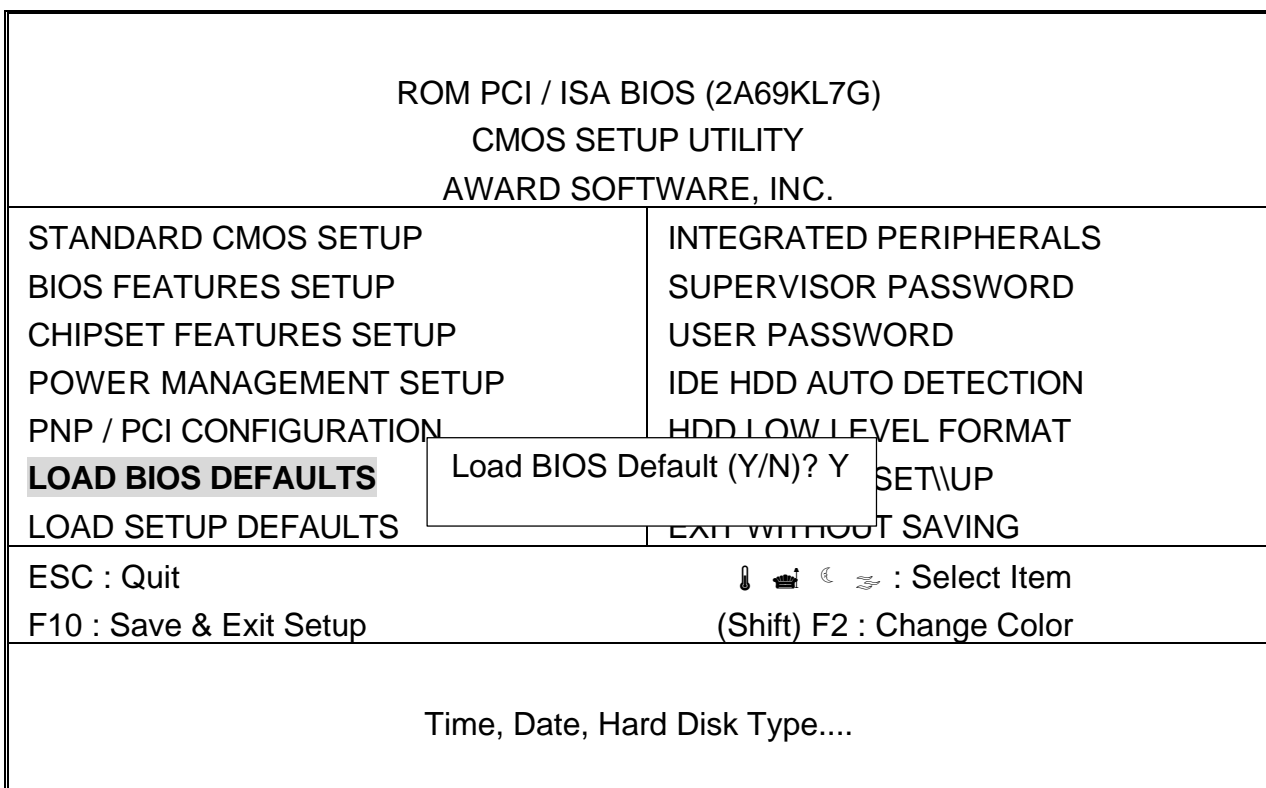 ROM PCI / ISA BIOS (2A69KL7G)
CMOS SETUP UTILITY
AWARD SOFTWARE, INC.
STANDARD CMOS SETUP
BIOS FEATURES SETUP
CHIPSET FEATURES SETUP
POWER MANAGEMENT SETUP
PNP / PCI CONFIGURATION
LOAD BIOS DEFAULTS
LOAD SETUP DEFAULTS
INTEGRATED PERIPHERALS
SUPERVISOR PASSWORD
USER PASSWORD
IDE HDD AUTO DETECTION
HDD LOW LEVEL FORMAT
SET\\UP
EXIT WITHOUT SAVING
Load BIOS Default (Y/N)? Y
ESC : Quit
: Select Item
F10 : Save & Exit Setup
(Shift) F2 : Change Color
Time, Date, Hard Disk Type....